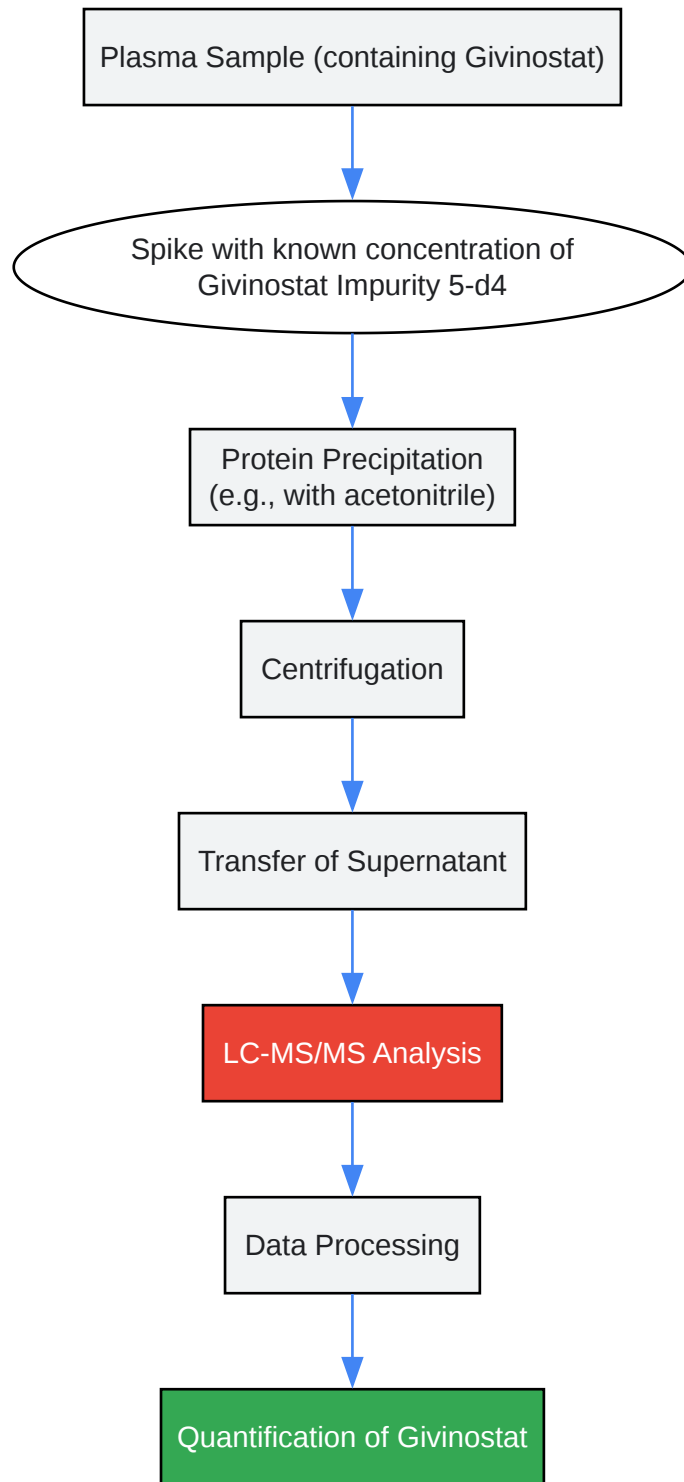 Plasma Sample (containing Givinostat)
Spike with known concentration of
Givinostat Impurity 5-d4
Protein Precipitation
(e.g., with acetonitrile)
Centrifugation
Transfer of Supernatant
LC-MS/MS Analysis
Data Processing
Quantification of Givinostat